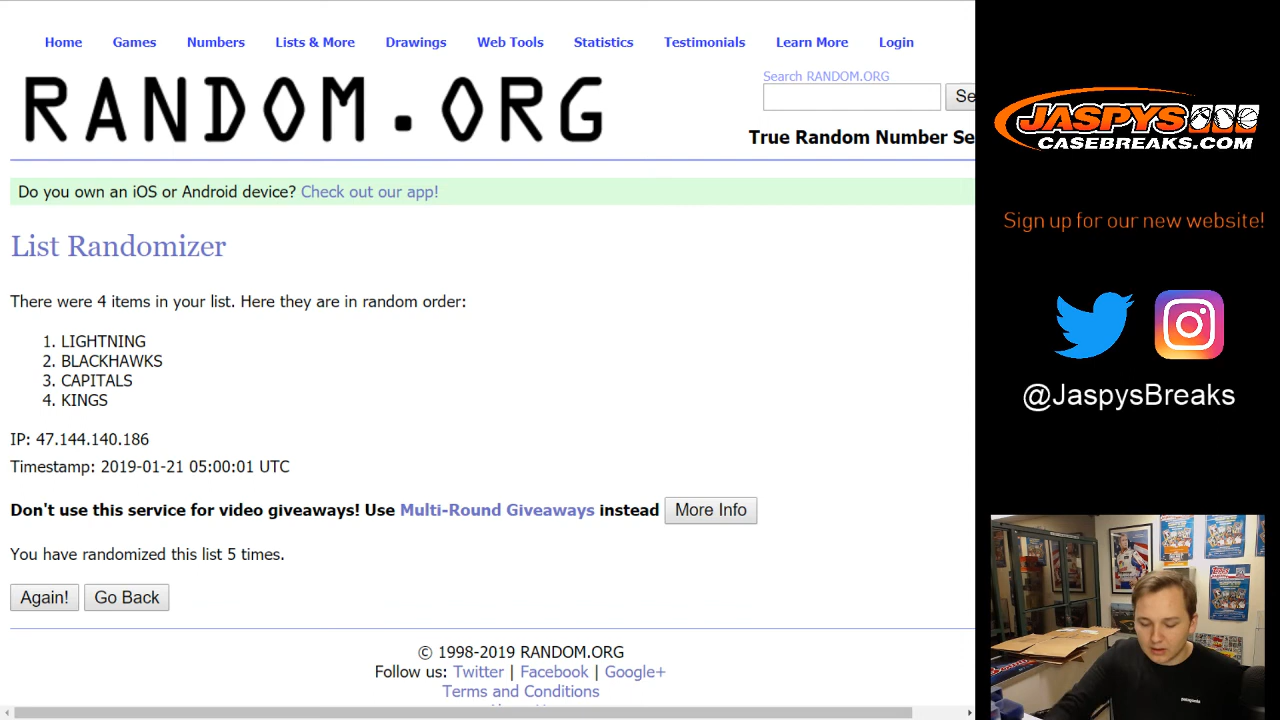 Home Games Numbers Lists & More Drawings Web Tools Statistics Testimonials Learn More Login
RANDOM.ORG
Search RANDOM.ORG
Se
True Random Number Se
Do you own an iOS or Android device? Check out our app!
List Randomizer
There were 4 items in your list. Here they are in random order:
1. LIGHTNING
2. BLACKHAWKS
3. CAPITALS
4. KINGS
IP: 47.144.140.186
Timestamp: 2019-01-21 05:00:01 UTC
Don't use this service for video giveaways! Use Multi-Round Giveaways instead More Info
You have randomized this list 5 times.
Again! Go Back
© 1998-2019 RANDOM.ORG
Follow us: Twitter | Facebook | Google+
Terms and Conditions
JASPYS
CASEBREAKS.COM
Sign up for our new website!
@JaspysBreaks